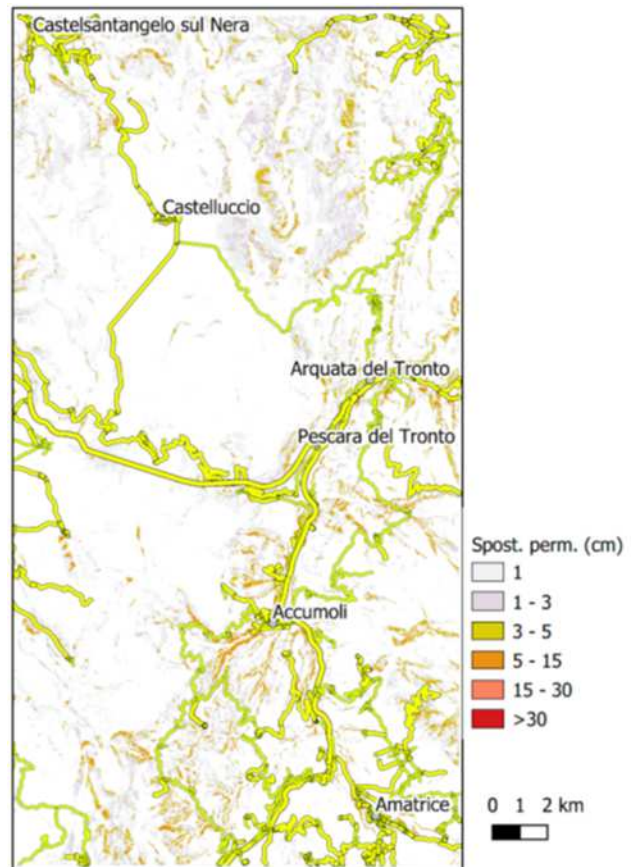 Castelsantangelo sul Nera
Castelluccio
Arquata del Tronto
Pescara del Tronto
Spost. perm. (cm)
1
1 - 3
3 - 5
5 - 15
15 - 30
>30
Accumoli
Amatrice
0 1 2 km